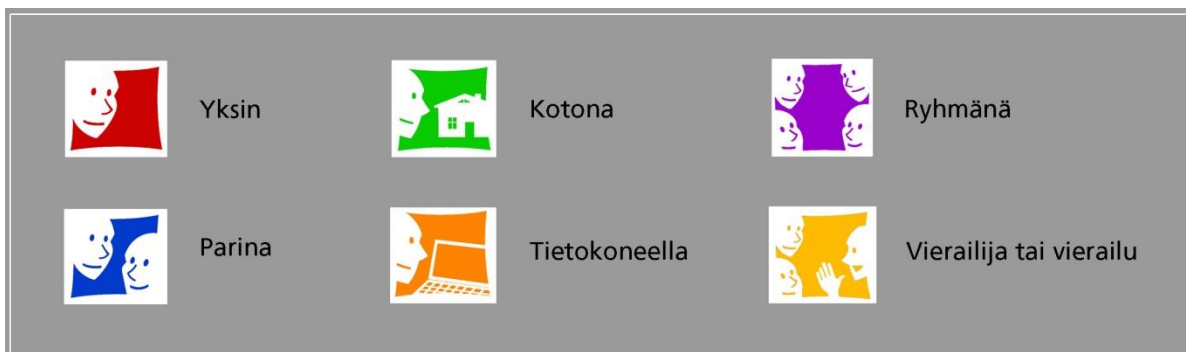 Yksin
Kotona
Ryhmänä
Parina
Tietokoneella
Vierailija tai vierailu